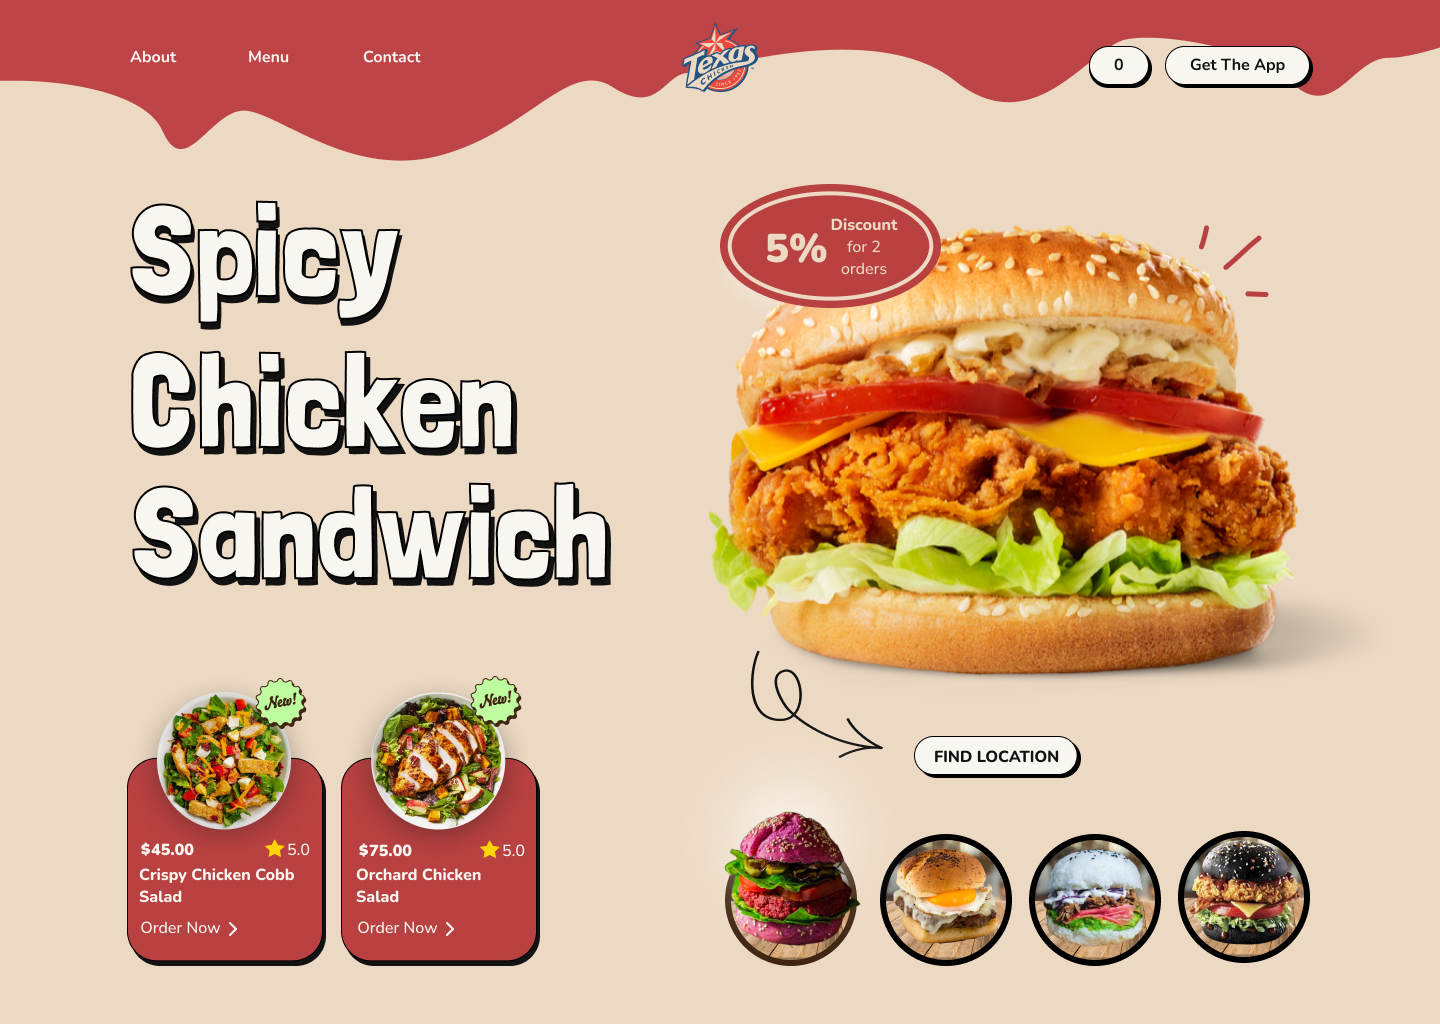 About
Menu
Contact
Texas
CHICKEN
SINCE 1952
0
Get The App
Spicy
Chicken
Sandwich
5%
Discount
for 2
orders
New!
New!
$45.00
5.0
Crispy Chicken Cobb
Salad
Order Now
$75.00
5.0
Orchard Chicken
Salad
Order Now
FIND LOCATION